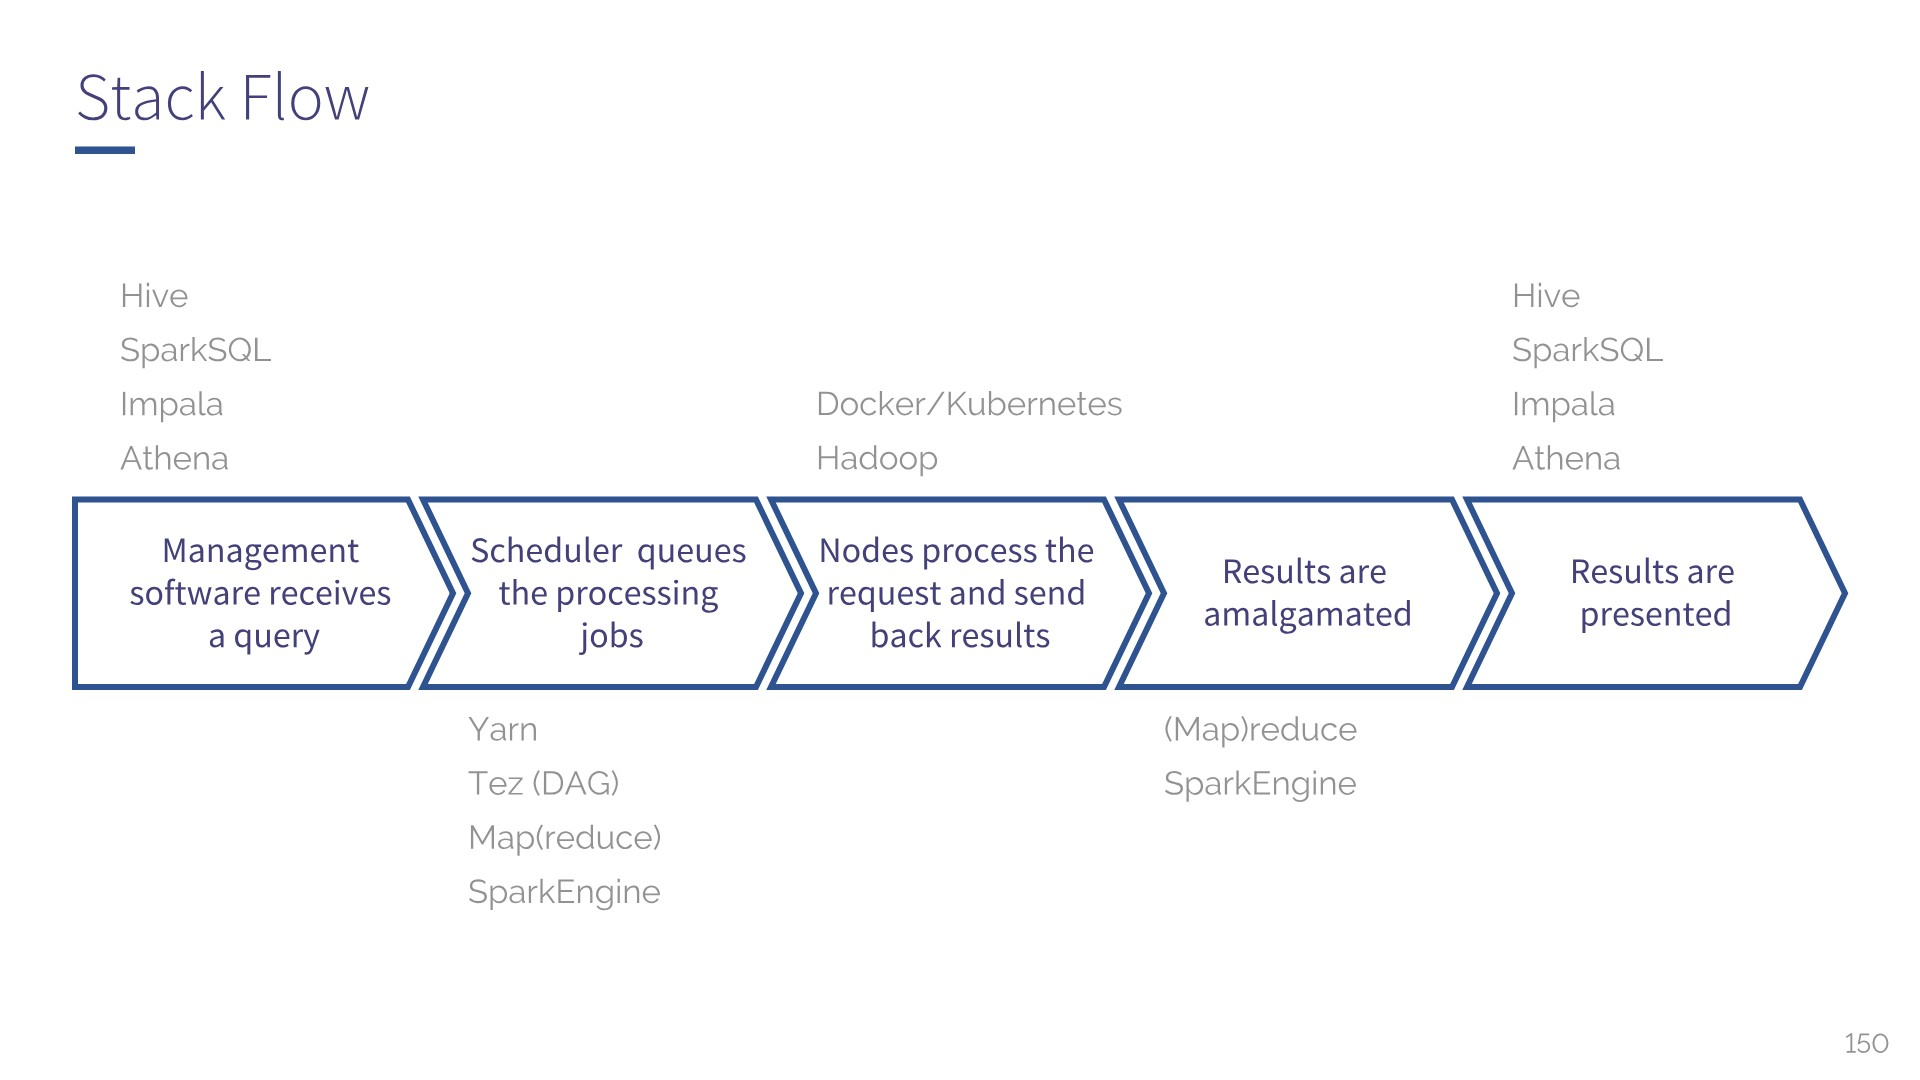 Stack Flow
Hive
SparkSQL
Impala
Athena
Docker/Kubernetes
Hadoop
Hive
SparkSQL
Impala
Athena
Management
software receives
a query
Scheduler  queues
the processing
jobs
Nodes process the
request and send
back results
Results are
amalgamated
Results are
presented
Yarn
Tez (DAG)
Map(reduce)
SparkEngine
(Map)reduce
SparkEngine
150